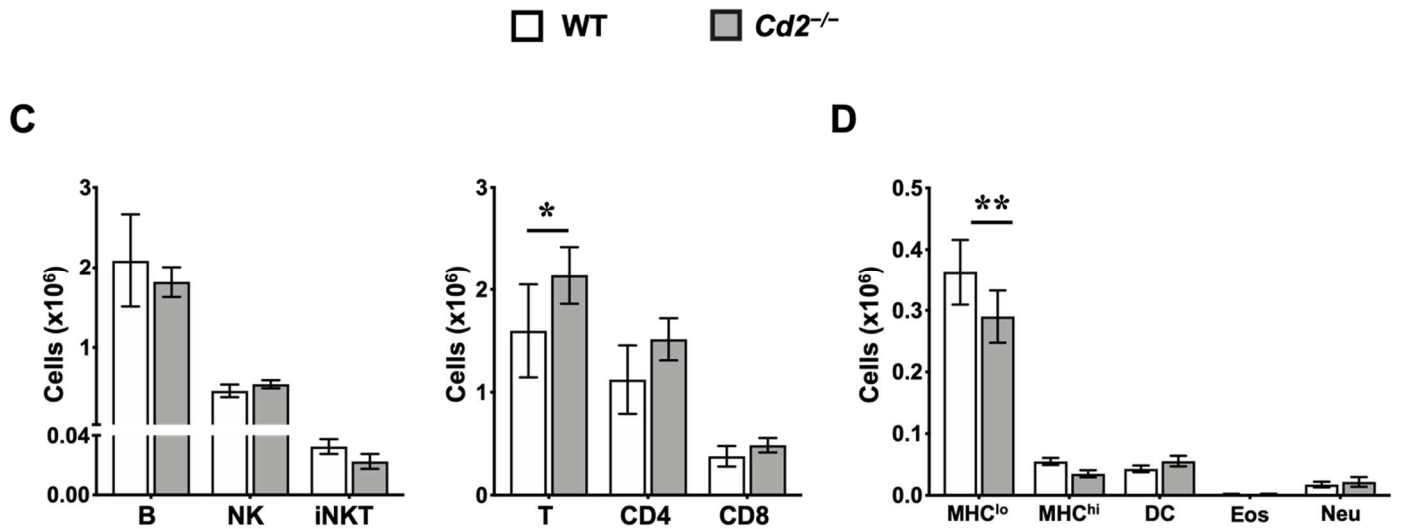 WT Cd2⁻/⁻
C
D
Cells (x10⁶)
3
2
1
0.04
0.00
B NK iNKT
Cells (x10⁶)
3
2
1
0
*
T CD4 CD8
Cells (x10⁶)
0.5
0.4
0.3
0.2
0.1
0.0
**
MHCˡᵒ MHCʰⁱ DC Eos Neu